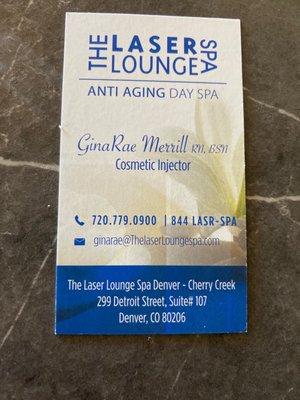 THE LASER LOUNGE SPA
ANTI AGING DAY SPA
GinaRae Merrill RN, BSN
Cosmetic Injector
720.779.0900 | 844 LASR-SPA
ginarae@ThelaserLoungespa.com
The Laser Lounge Spa Denver - Cherry Creek
299 Detroit Street, Suite# 107
Denver, CO 80206